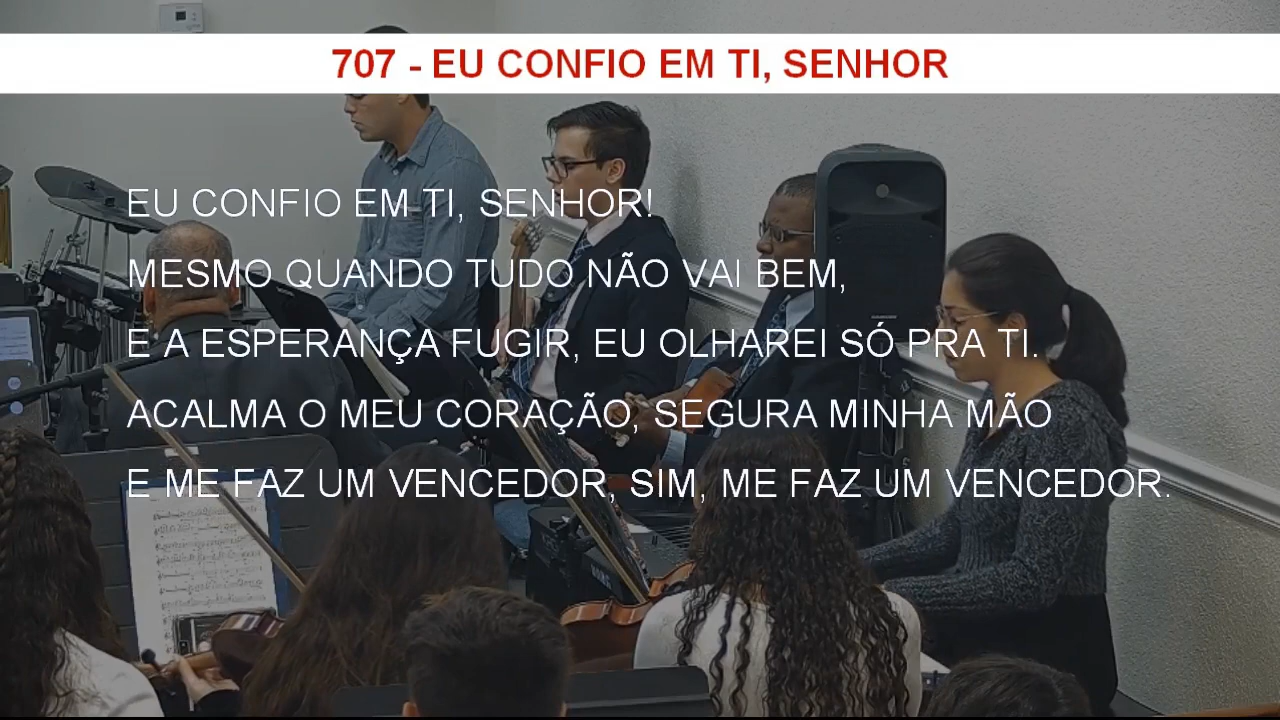 707 - EU CONFIO EM TI, SENHOR
EU CONFIO EM TI, SENHOR!
MESMO QUANDO TUDO NÃO VAI BEM,
E A ESPERANÇA FUGIR, EU OLHAREI SÓ PRA TI.
ACALMA O MEU CORAÇÃO, SEGURA MINHA MÃO
E ME FAZ UM VENCEDOR, SIM, ME FAZ UM VENCEDOR.
KORG